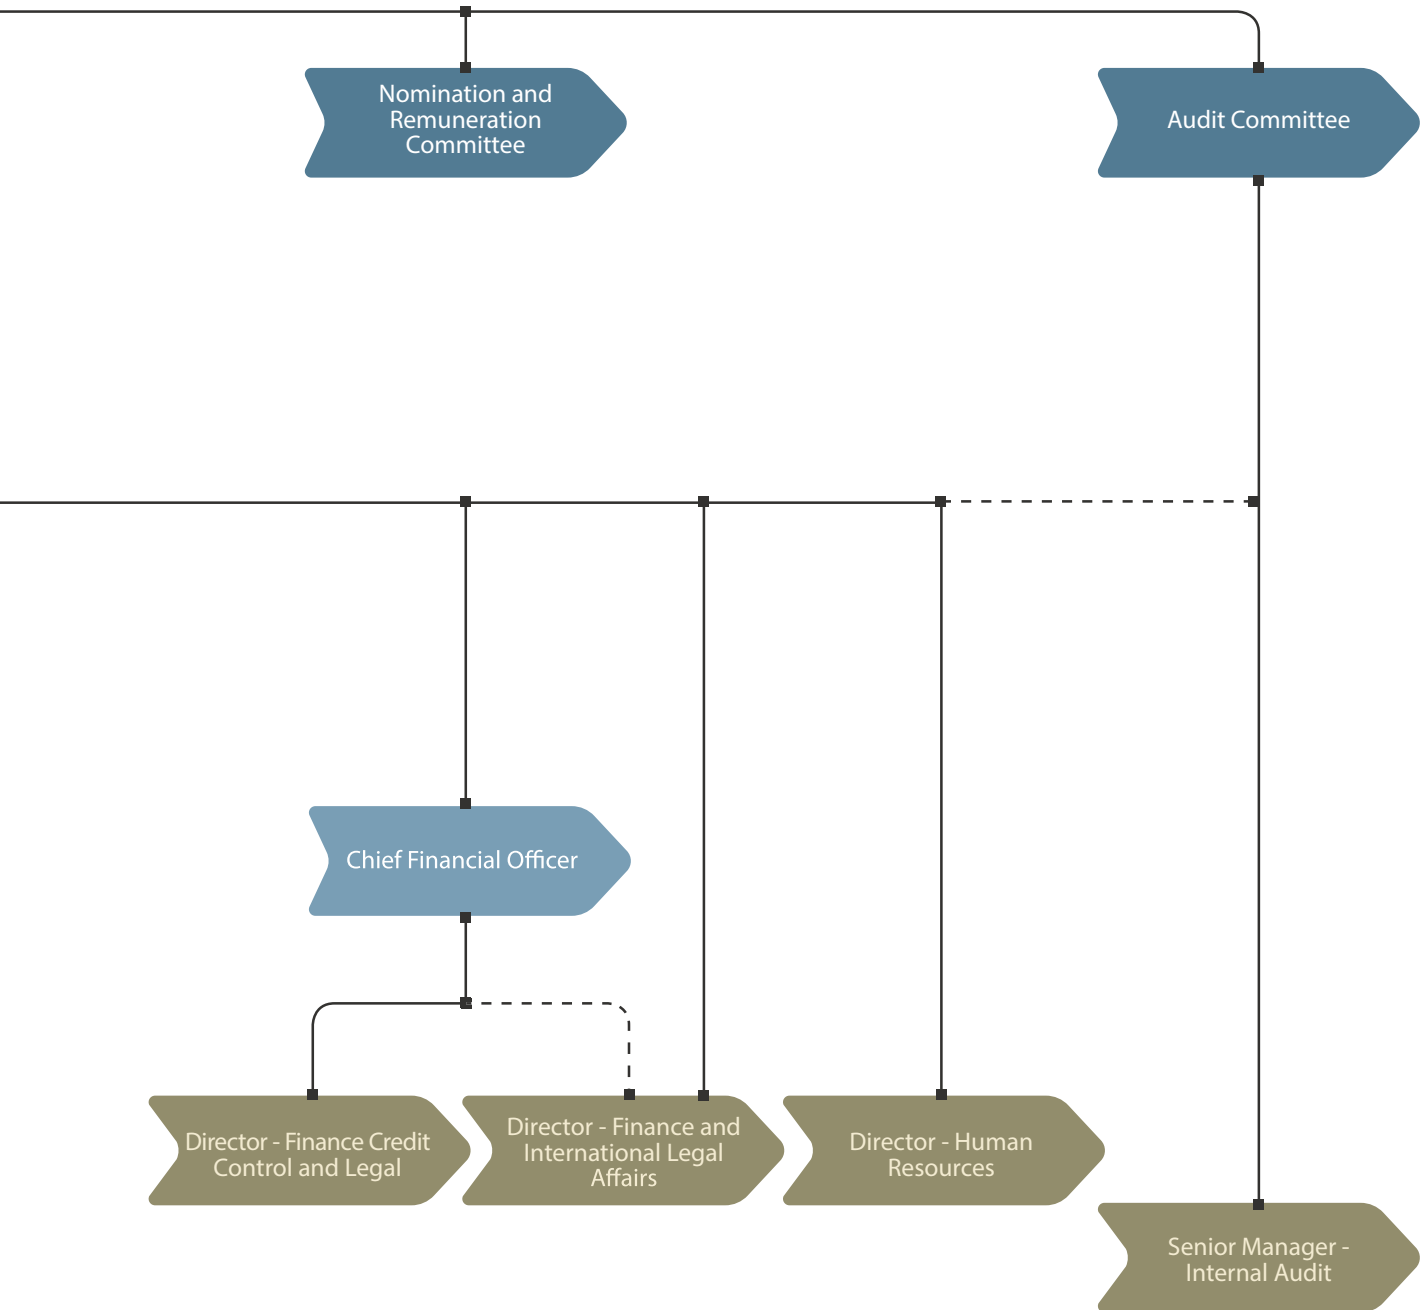 Nomination and
Remuneration
Committee
Audit Committee
Chief Financial Officer
Director - Finance Credit
Control and Legal
Director - Finance and
International Legal
Affairs
Director - Human
Resources
Senior Manager -
Internal Audit